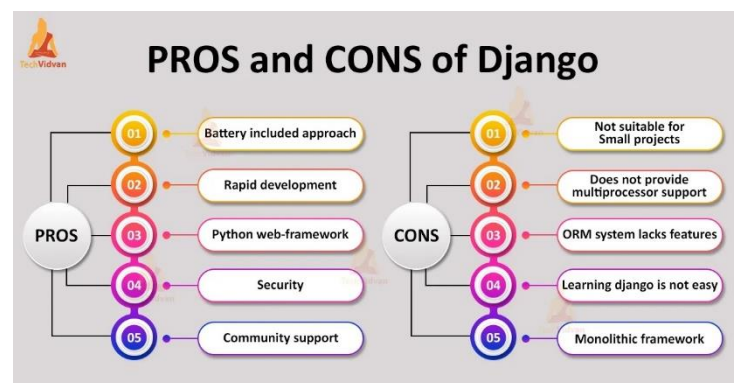 TechVidvan
PROS and CONS of Django
PROS
01
Battery included approach
02
Rapid development
03
Python web-framework
04
Security
05
Community support
CONS
01
Not suitable for
Small projects
02
Does not provide
multiprocessor support
03
ORM system lacks features
04
Learning django is not easy
05
Monolithic framework